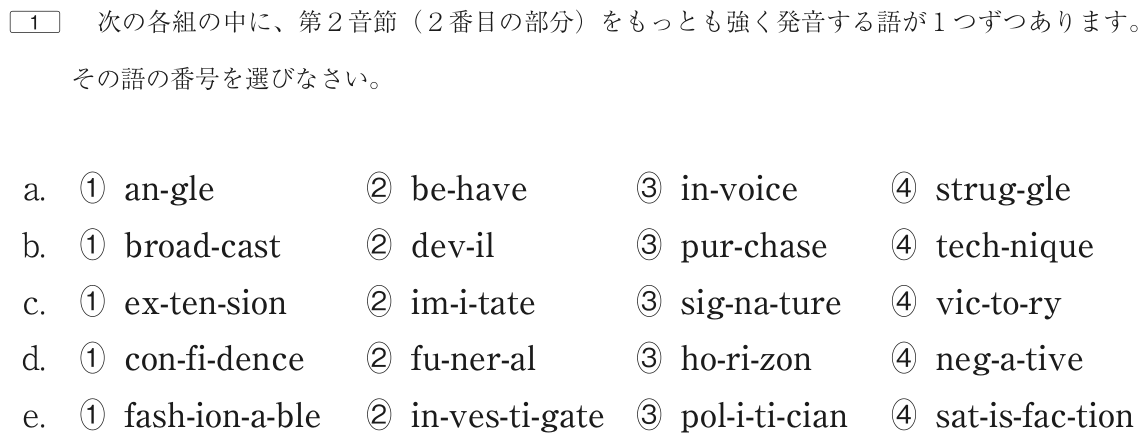 1 次の各組の中に、第２音節（２番目の部分）をもっとも強く発音する語が１つずつあります。
その語の番号を選びなさい。
a. ① an-gle ② be-have ③ in-voice ④ strug-gle
b. ① broad-cast ② dev-il ③ pur-chase ④ tech-nique
c. ① ex-ten-sion ② im-i-tate ③ sig-na-ture ④ vic-to-ry
d. ① con-fi-dence ② fu-ner-al ③ ho-ri-zon ④ neg-a-tive
e. ① fash-ion-a-ble ② in-ves-ti-gate ③ pol-i-ti-cian ④ sat-is-fac-tion